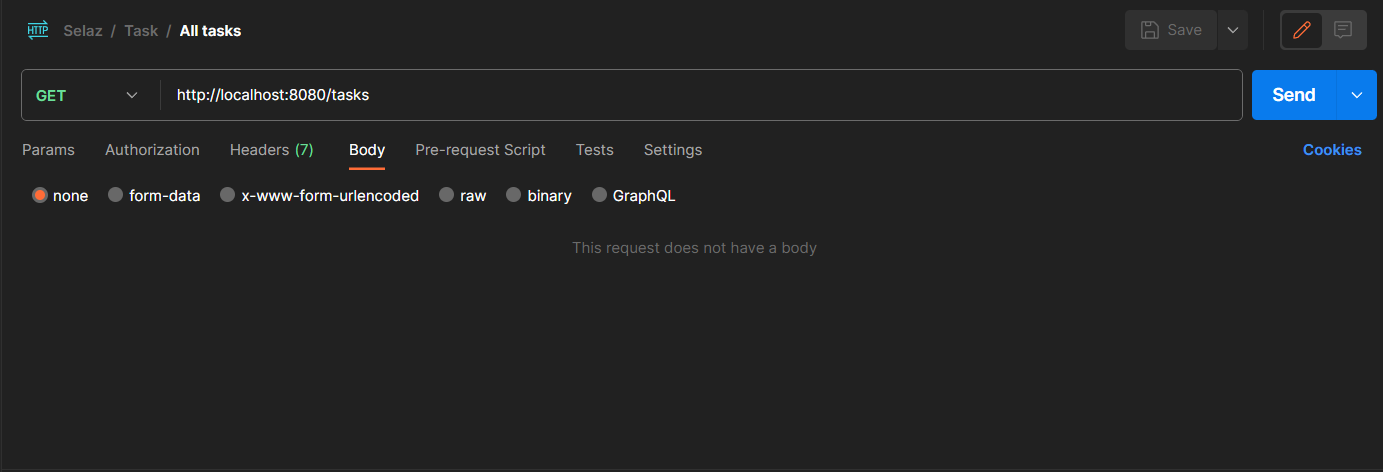 HTTP Selaz / Task / All tasks Save
GET http://localhost:8080/tasks Send
Params Authorization Headers (7) Body Pre-request Script Tests Settings Cookies
none form-data x-www-form-urlencoded raw binary GraphQL
This request does not have a body